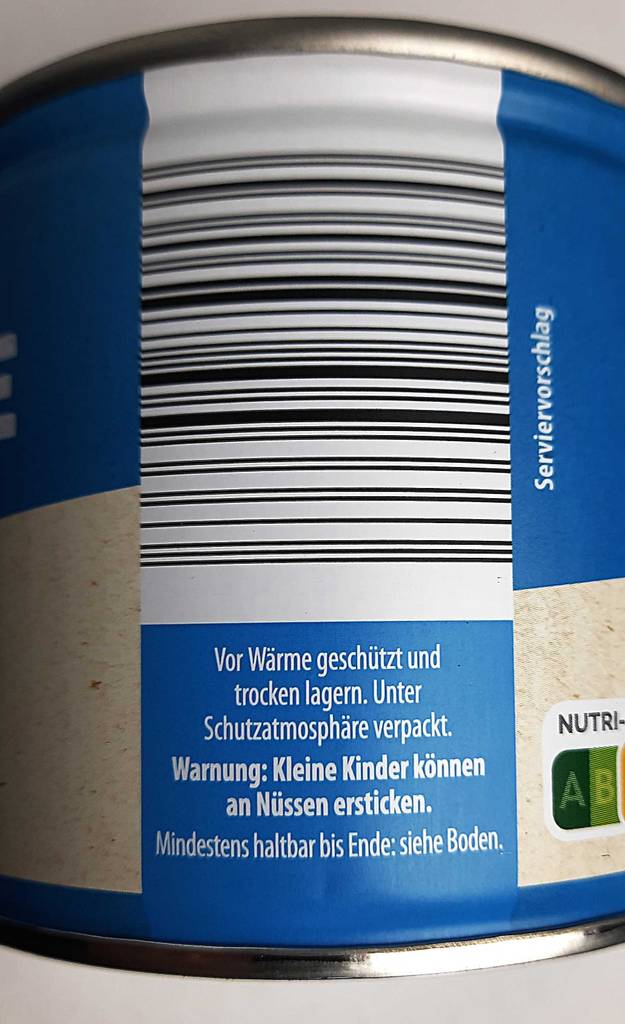 Serviervorschlag
Vor Wärme geschützt und
trocken lagern. Unter
Schutzatmosphäre verpackt.
Warnung: Kleine Kinder können
an Nüssen ersticken.
Mindestens haltbar bis Ende: siehe Boden.
NUTRI-
A B